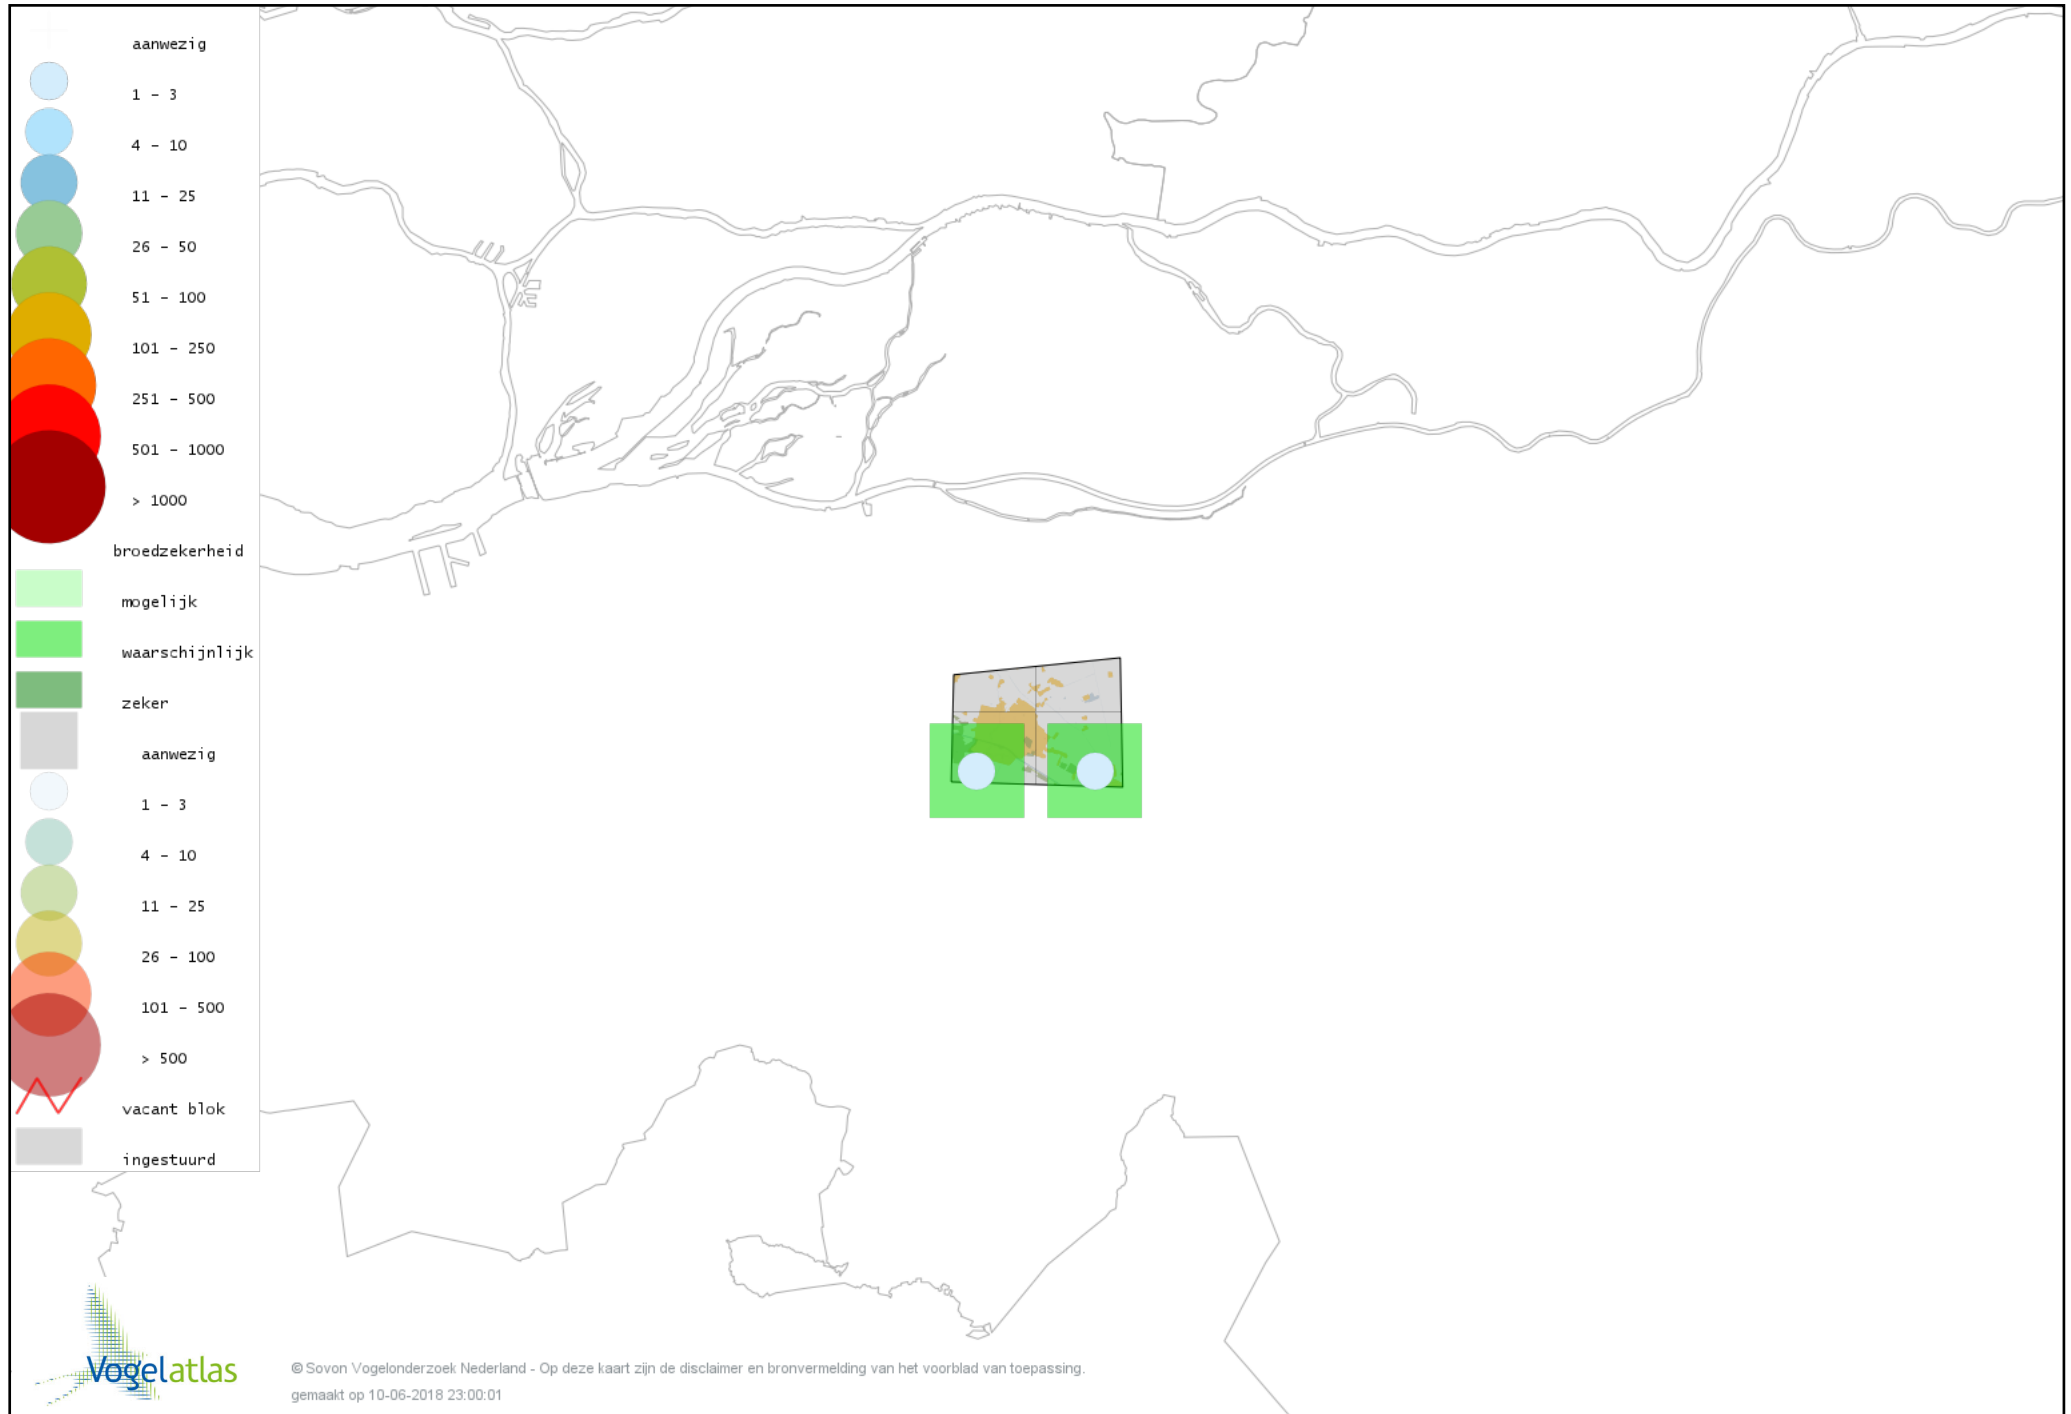 aanwezig
1 - 3
4 - 10
11 - 25
26 - 50
51 - 100
101 - 250
251 - 500
501 - 1000
> 1000
broedzekerheid
mogelijk
waarschijnlijk
zeker
aanwezig
1 - 3
4 - 10
11 - 25
26 - 100
101 - 500
> 500
vacant blok
ingestuurd
Vogelatlas
© Sovon Vogelonderzoek Nederland - Op deze kaart zijn de disclaimer en bronvermelding van het voorblad van toepassing.
gemaakt op 10-06-2018 23:00:01